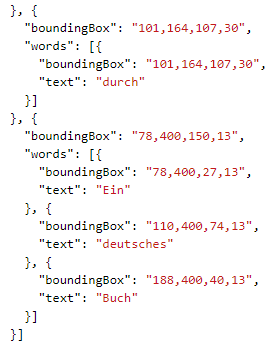 }, {
  "boundingBox": "101,164,107,30",
  "words": [{
    "boundingBox": "101,164,107,30",
    "text": "durch"
  }]
}, {
  "boundingBox": "78,400,150,13",
  "words": [{
    "boundingBox": "78,400,27,13",
    "text": "Ein"
  }, {
    "boundingBox": "110,400,74,13",
    "text": "deutsches"
  }, {
    "boundingBox": "188,400,40,13",
    "text": "Buch"
  }]
}]